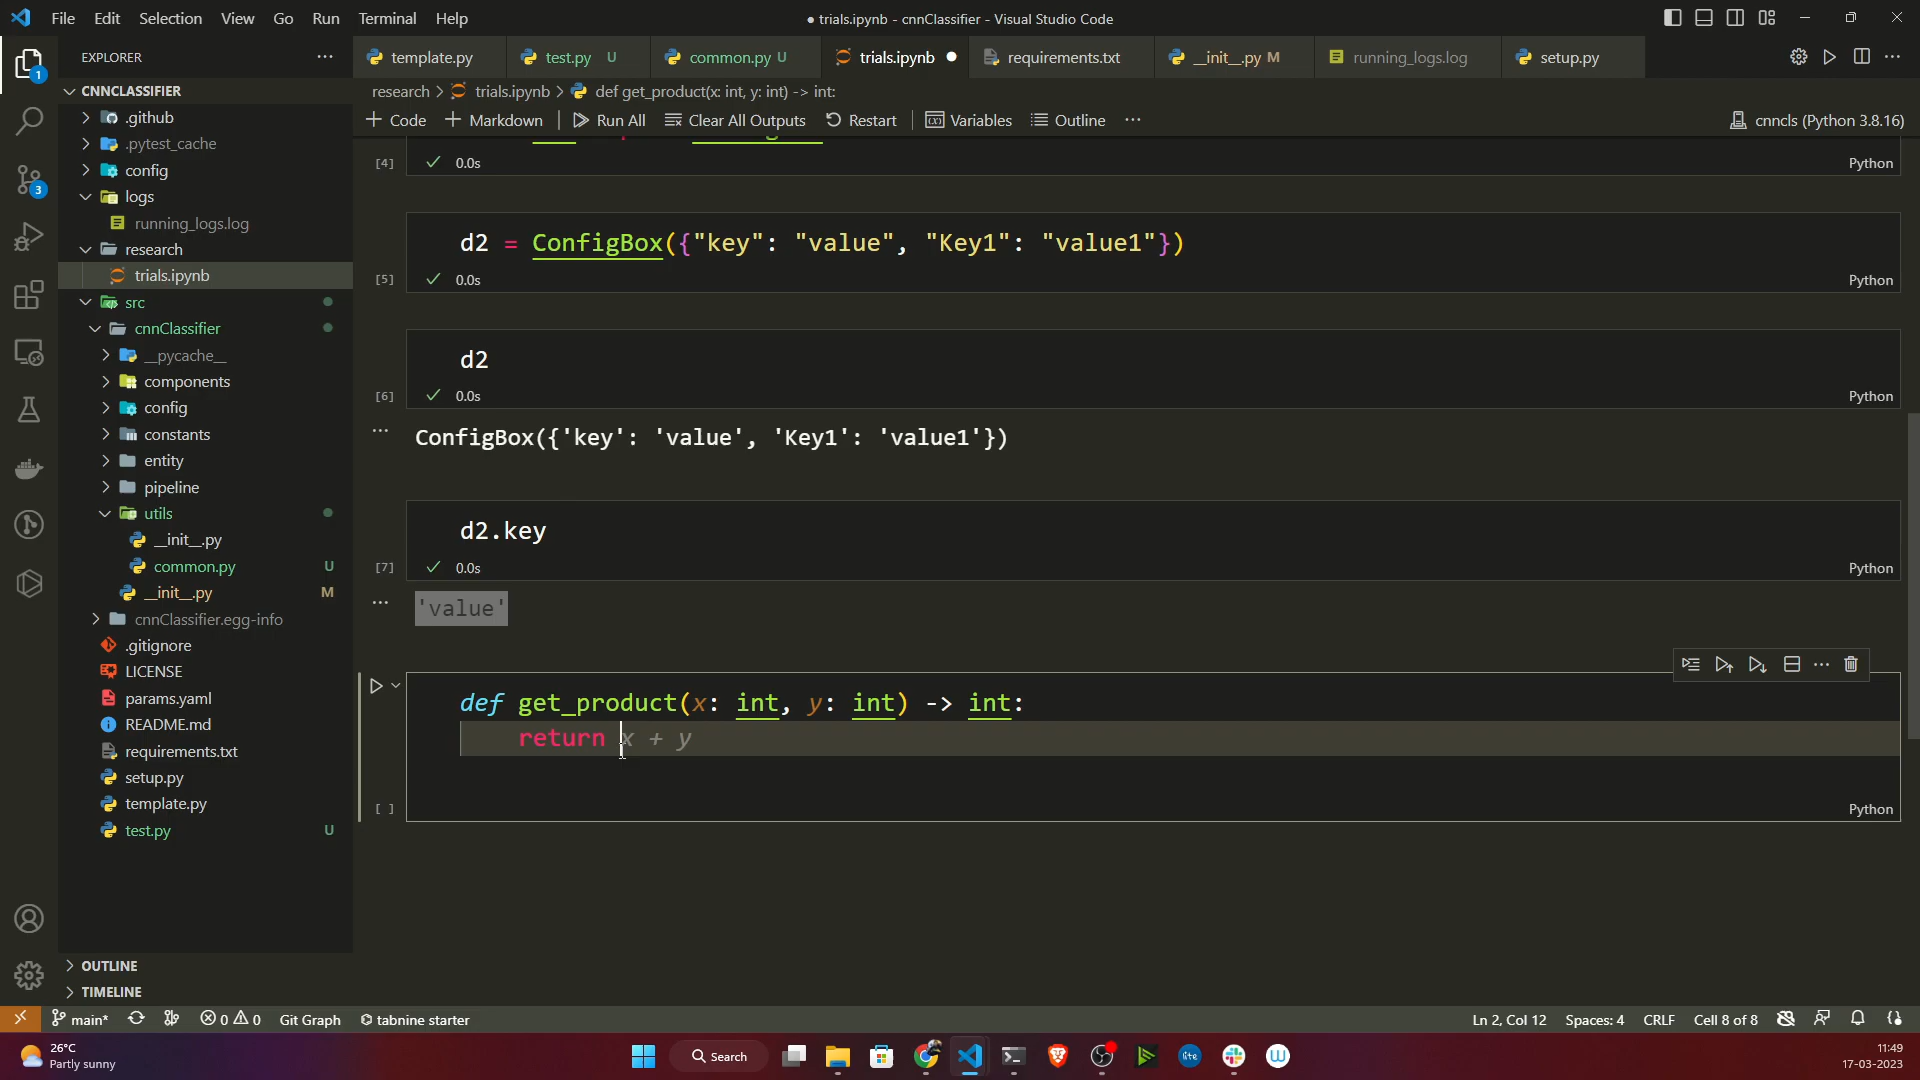 File Edit Selection View Go Run Terminal Help
● trials.ipynb - cnnClassifier - Visual Studio Code
EXPLORER
template.py
test.py U
common.py U
trials.ipynb ●
requirements.txt
__init__.py M
running_logs.log
setup.py
research > trials.ipynb > def get_product(x: int, y: int) -> int:
+ Code + Markdown Run All Clear All Outputs Restart Variables Outline ...
cnncls (Python 3.8.16)
1
3
CNNCLASSIFIER
.github
.pytest_cache
config
logs
running_logs.log
research
trials.ipynb
src
cnnClassifier
__pycache__
components
config
constants
entity
pipeline
utils
__init__.py
common.py U
__init__.py M
cnnClassifier.egg-info
.gitignore
LICENSE
params.yaml
README.md
requirements.txt
setup.py
template.py
test.py U
OUTLINE
TIMELINE
[4] 0.0s Python
d2 = ConfigBox({"key": "value", "Key1": "value1"})
[5] 0.0s Python
d2
[6] 0.0s Python
ConfigBox({'key': 'value', 'Key1': 'value1'})
d2.key
[7] 0.0s Python
'value'
def get_product(x: int, y: int) -> int:
return x + y
[ ] Python
main* 0 0 Git Graph tabnine starter
Ln 2, Col 12 Spaces: 4 CRLF Cell 8 of 8
26°C
Partly sunny
Search
lite
11:49
17-03-2023